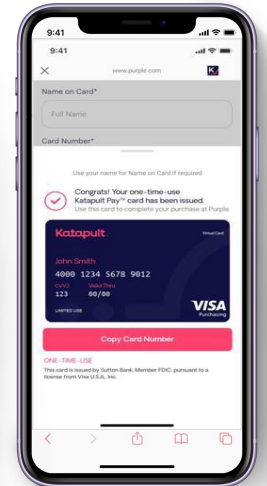 9:41
9:41
www.purple.com
K
Name on Card*
Full Name
Card Number*
Use your name for Name on Card if required
Congrats! Your one-time-use
Katapult Pay™ card has been issued.
Use this card to complete your purchase at Purple.
Katapult
Virtual Card
John Smith
4000 1234 5678 9012
CVV2 Valid Thru
123 00/00
LIMITED USE
VISA
Purchasing
Copy Card Number
ONE-TIME-USE
This card is issued by Sutton Bank, Member FDIC, pursuant to a
license from Visa U.S.A., Inc.